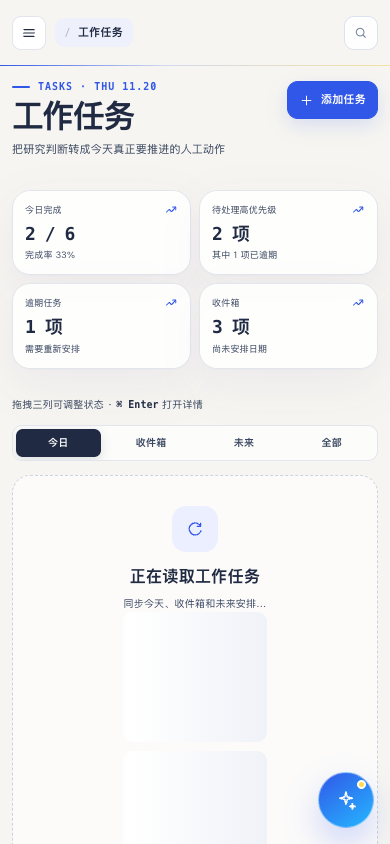 / 工作任务
TASKS · THU 11.20
工作任务
把研究判断转成今天真正要推进的人工动作
添加任务
今日完成
2 / 6
完成率 33%
待处理高优先级
2 项
其中 1 项已逾期
逾期任务
1 项
需要重新安排
收件箱
3 项
尚未安排日期
拖拽三列可调整状态 · ⌘ Enter 打开详情
今日
收件箱
未来
全部
正在读取工作任务
同步今天、收件箱和未来安排…